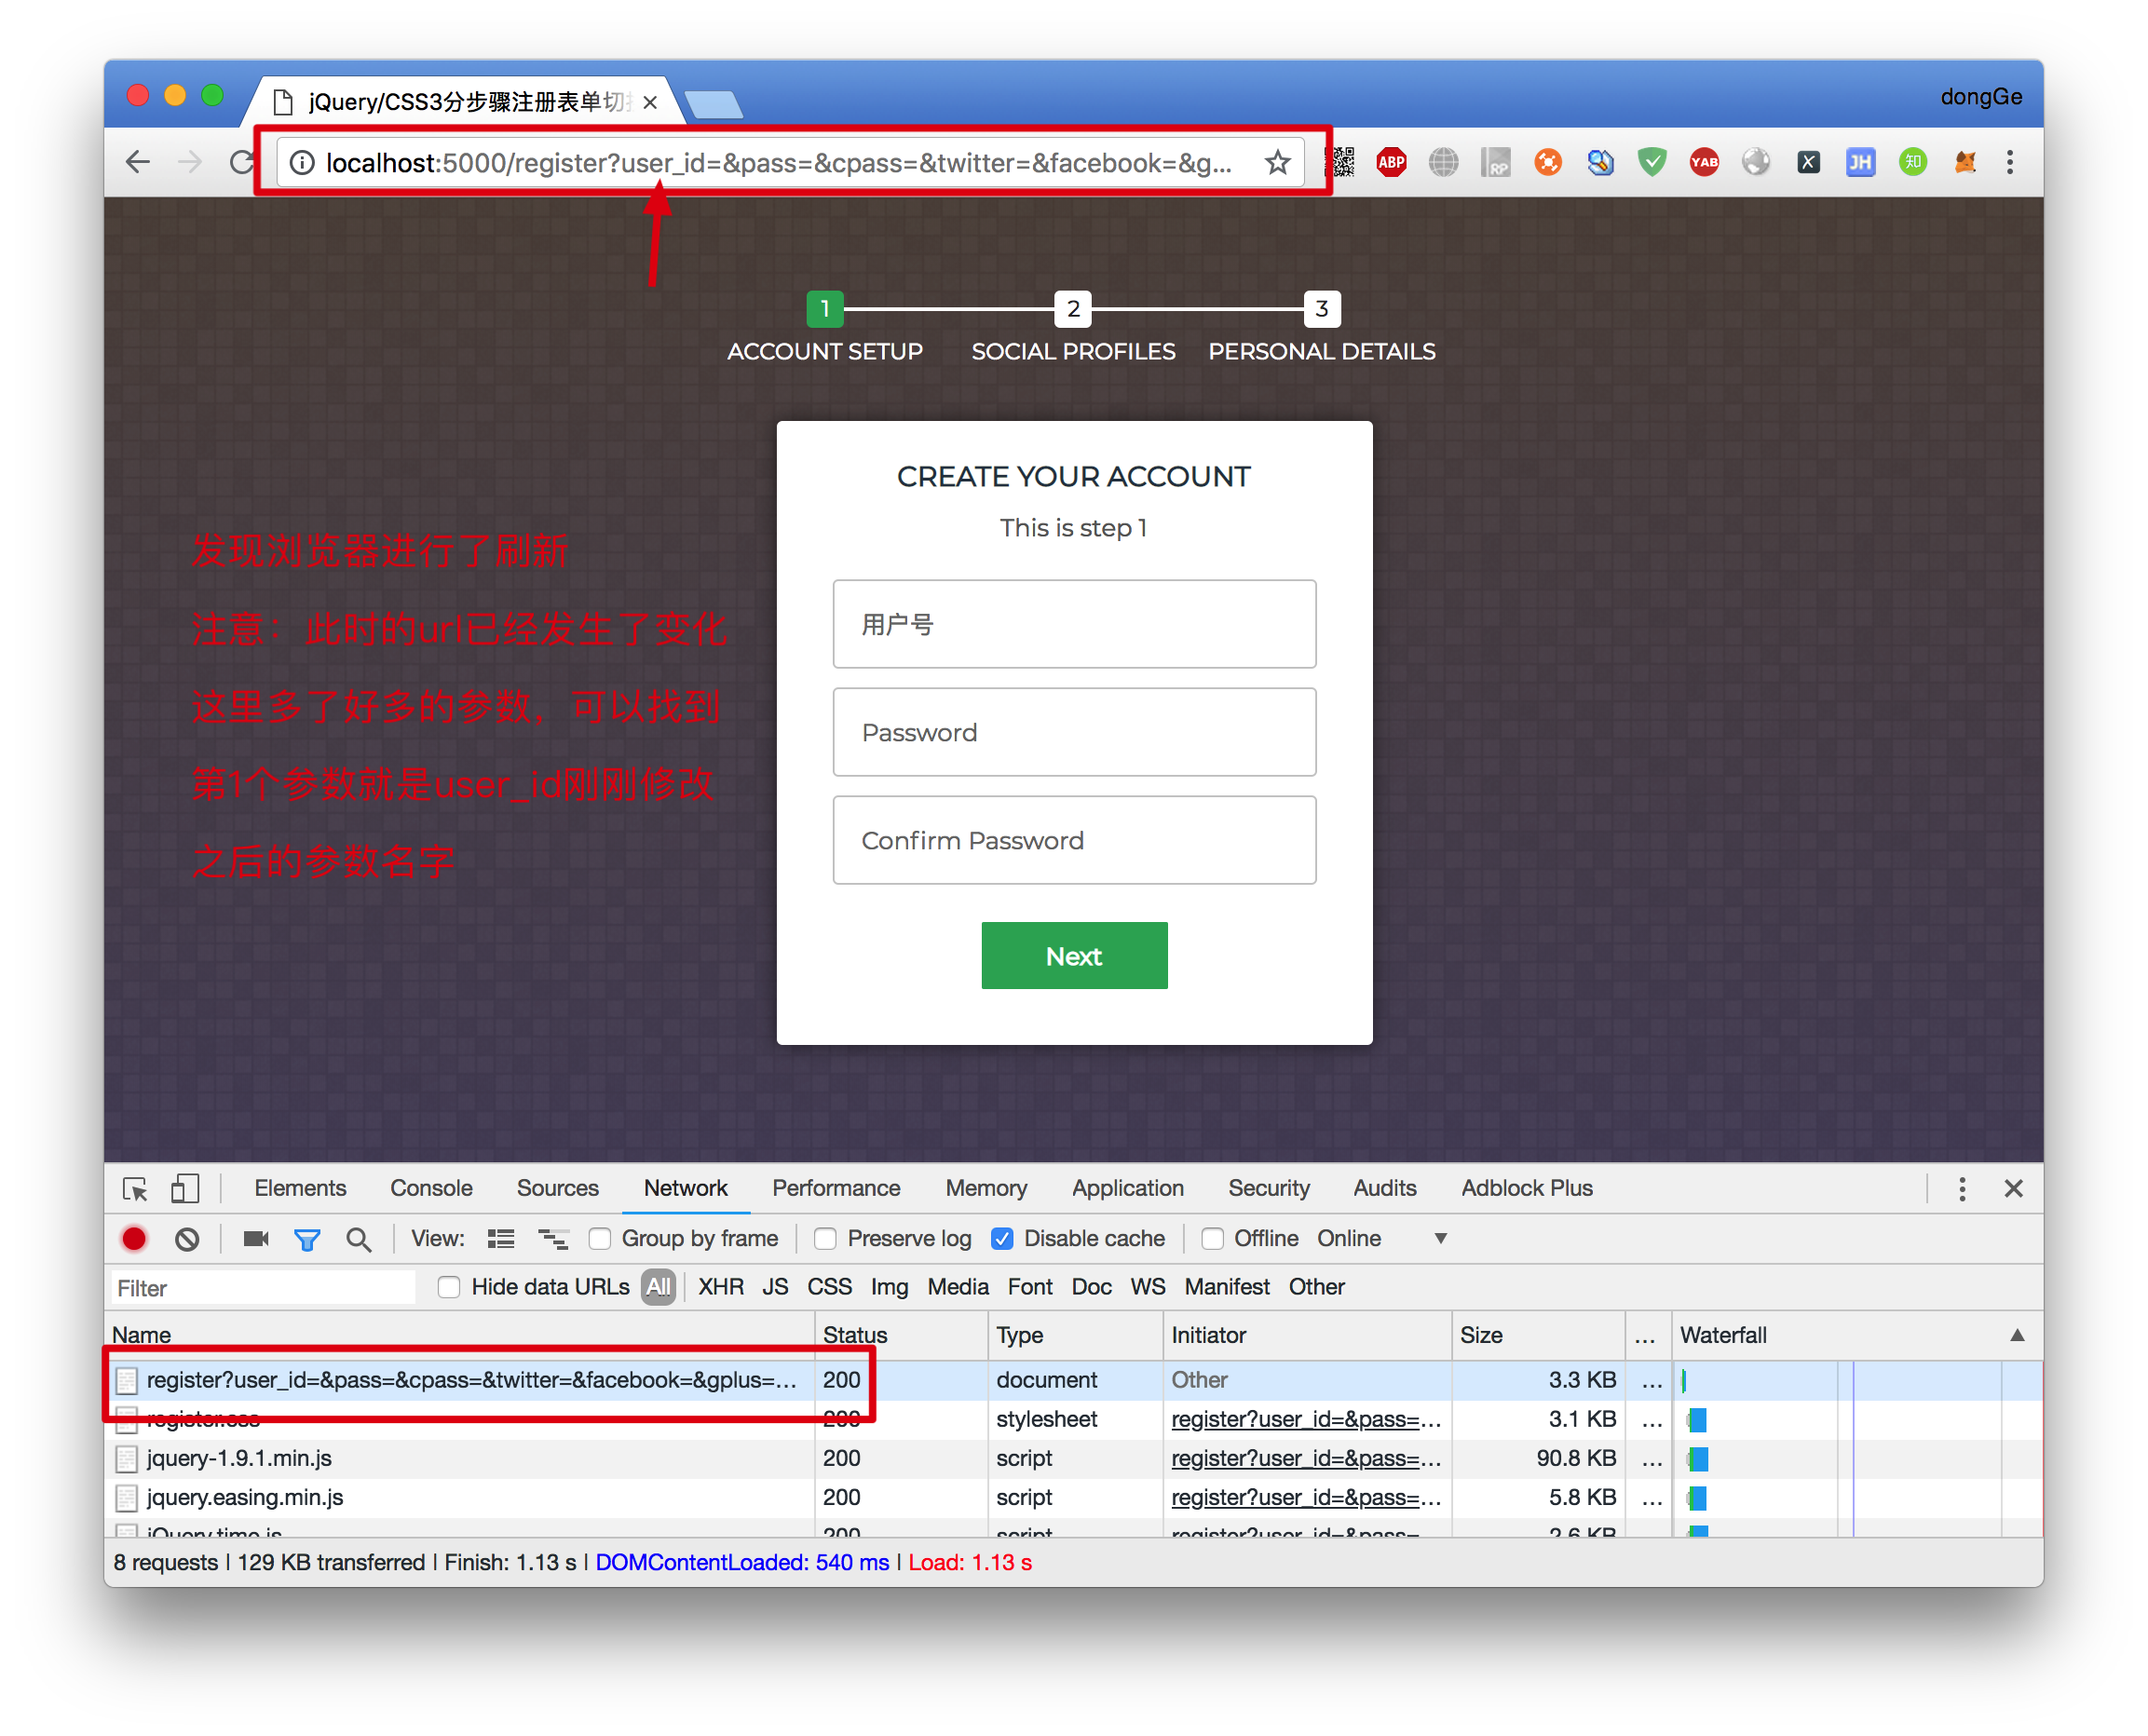 jQuery/CSS3分步骤注册表单切
dongGe
localhost:5000/register?user_id=&pass=&cpass=&twitter=&facebook=&g...
ABP
RP
YAB
X
JH
知
1
2
3
ACCOUNT SETUP
SOCIAL PROFILES
PERSONAL DETAILS
CREATE YOUR ACCOUNT
This is step 1
用户号
Password
Confirm Password
Next
发现浏览器进行了刷新
注意：此时的url已经发生了变化
这里多了好多的参数，可以找到
第1个参数就是user_id刚刚修改
之后的参数名字
Elements Console Sources Network Performance Memory Application Security Audits Adblock Plus
View: Group by frame Preserve log Disable cache Offline Online
Filter Hide data URLs All XHR JS CSS Img Media Font Doc WS Manifest Other
Name Status Type Initiator Size ... Waterfall
register?user_id=&pass=&cpass=&twitter=&facebook=&gplus=... 200 document Other 3.3 KB ...
register.css 200 stylesheet register?user_id=&pass=... 3.1 KB ...
jquery-1.9.1.min.js 200 script register?user_id=&pass=... 90.8 KB ...
jquery.easing.min.js 200 script register?user_id=&pass=... 5.8 KB ...
jQuery.time.js 200 script register?user_id=&pass=... 2.6 KB
8 requests | 129 KB transferred | Finish: 1.13 s | DOMContentLoaded: 540 ms | Load: 1.13 s